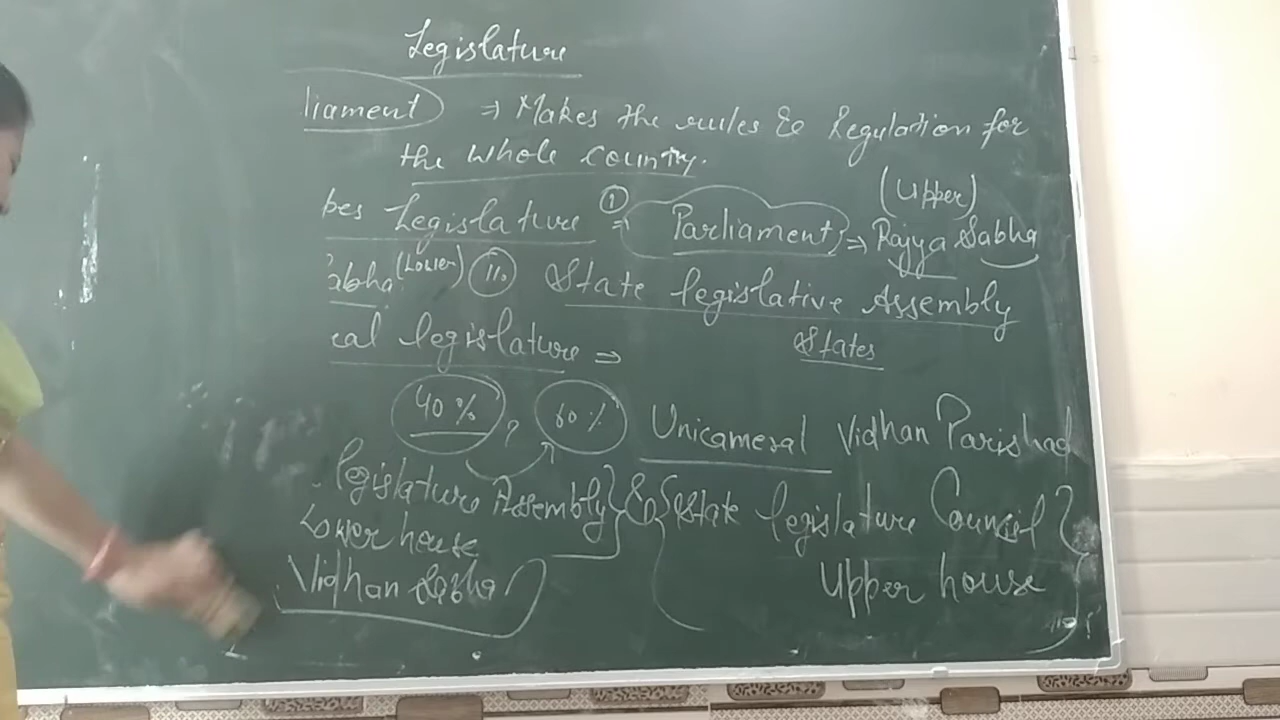 Legislature
liament ⇒ Makes the rules & Regulation for
the whole country.
pes Legislature ① ⇒ Parliament ⇒ Rajya Sabha (Upper)
abha (Lower) ii. State legislative Assembly
cal legislature ⇒ States
40% ? 60% Unicameral Vidhan Parishad
legislature Assembly} & {State legislature Council}
Lower house Upper house
Vidhan Sabha